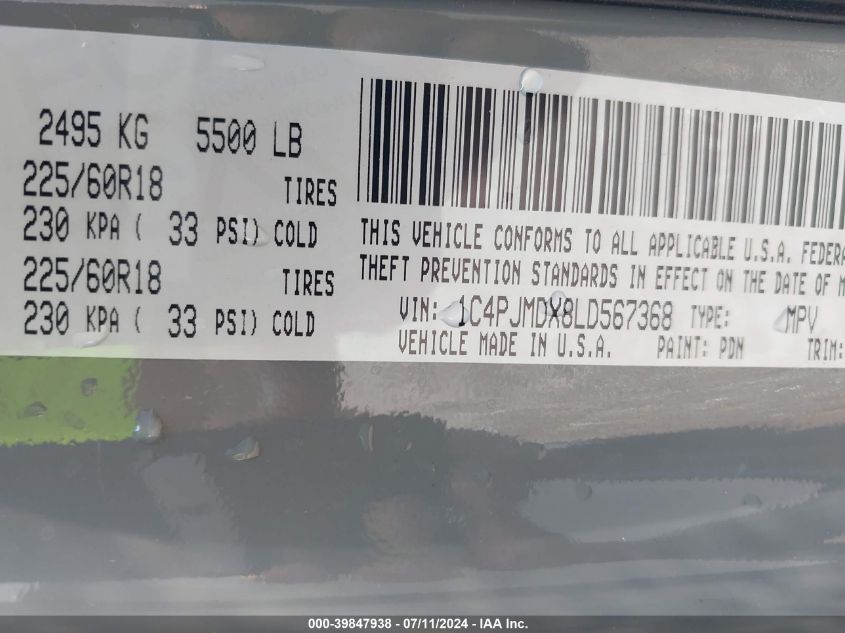 2495 KG 5500 LB
225/60R18 TIRES
230 KPA ( 33 PSI) COLD
225/60R18 TIRES
230 KPA ( 33 PSI) COLD
THIS VEHICLE CONFORMS TO ALL APPLICABLE U.S.A. FEDERA
THEFT PREVENTION STANDARDS IN EFFECT ON THE DATE OF M
VIN: 1C4PJMDX8LD567368 TYPE: MPV
VEHICLE MADE IN U.S.A. PAINT: PDN TRIM:
000-39847938 - 07/11/2024 - IAA Inc.